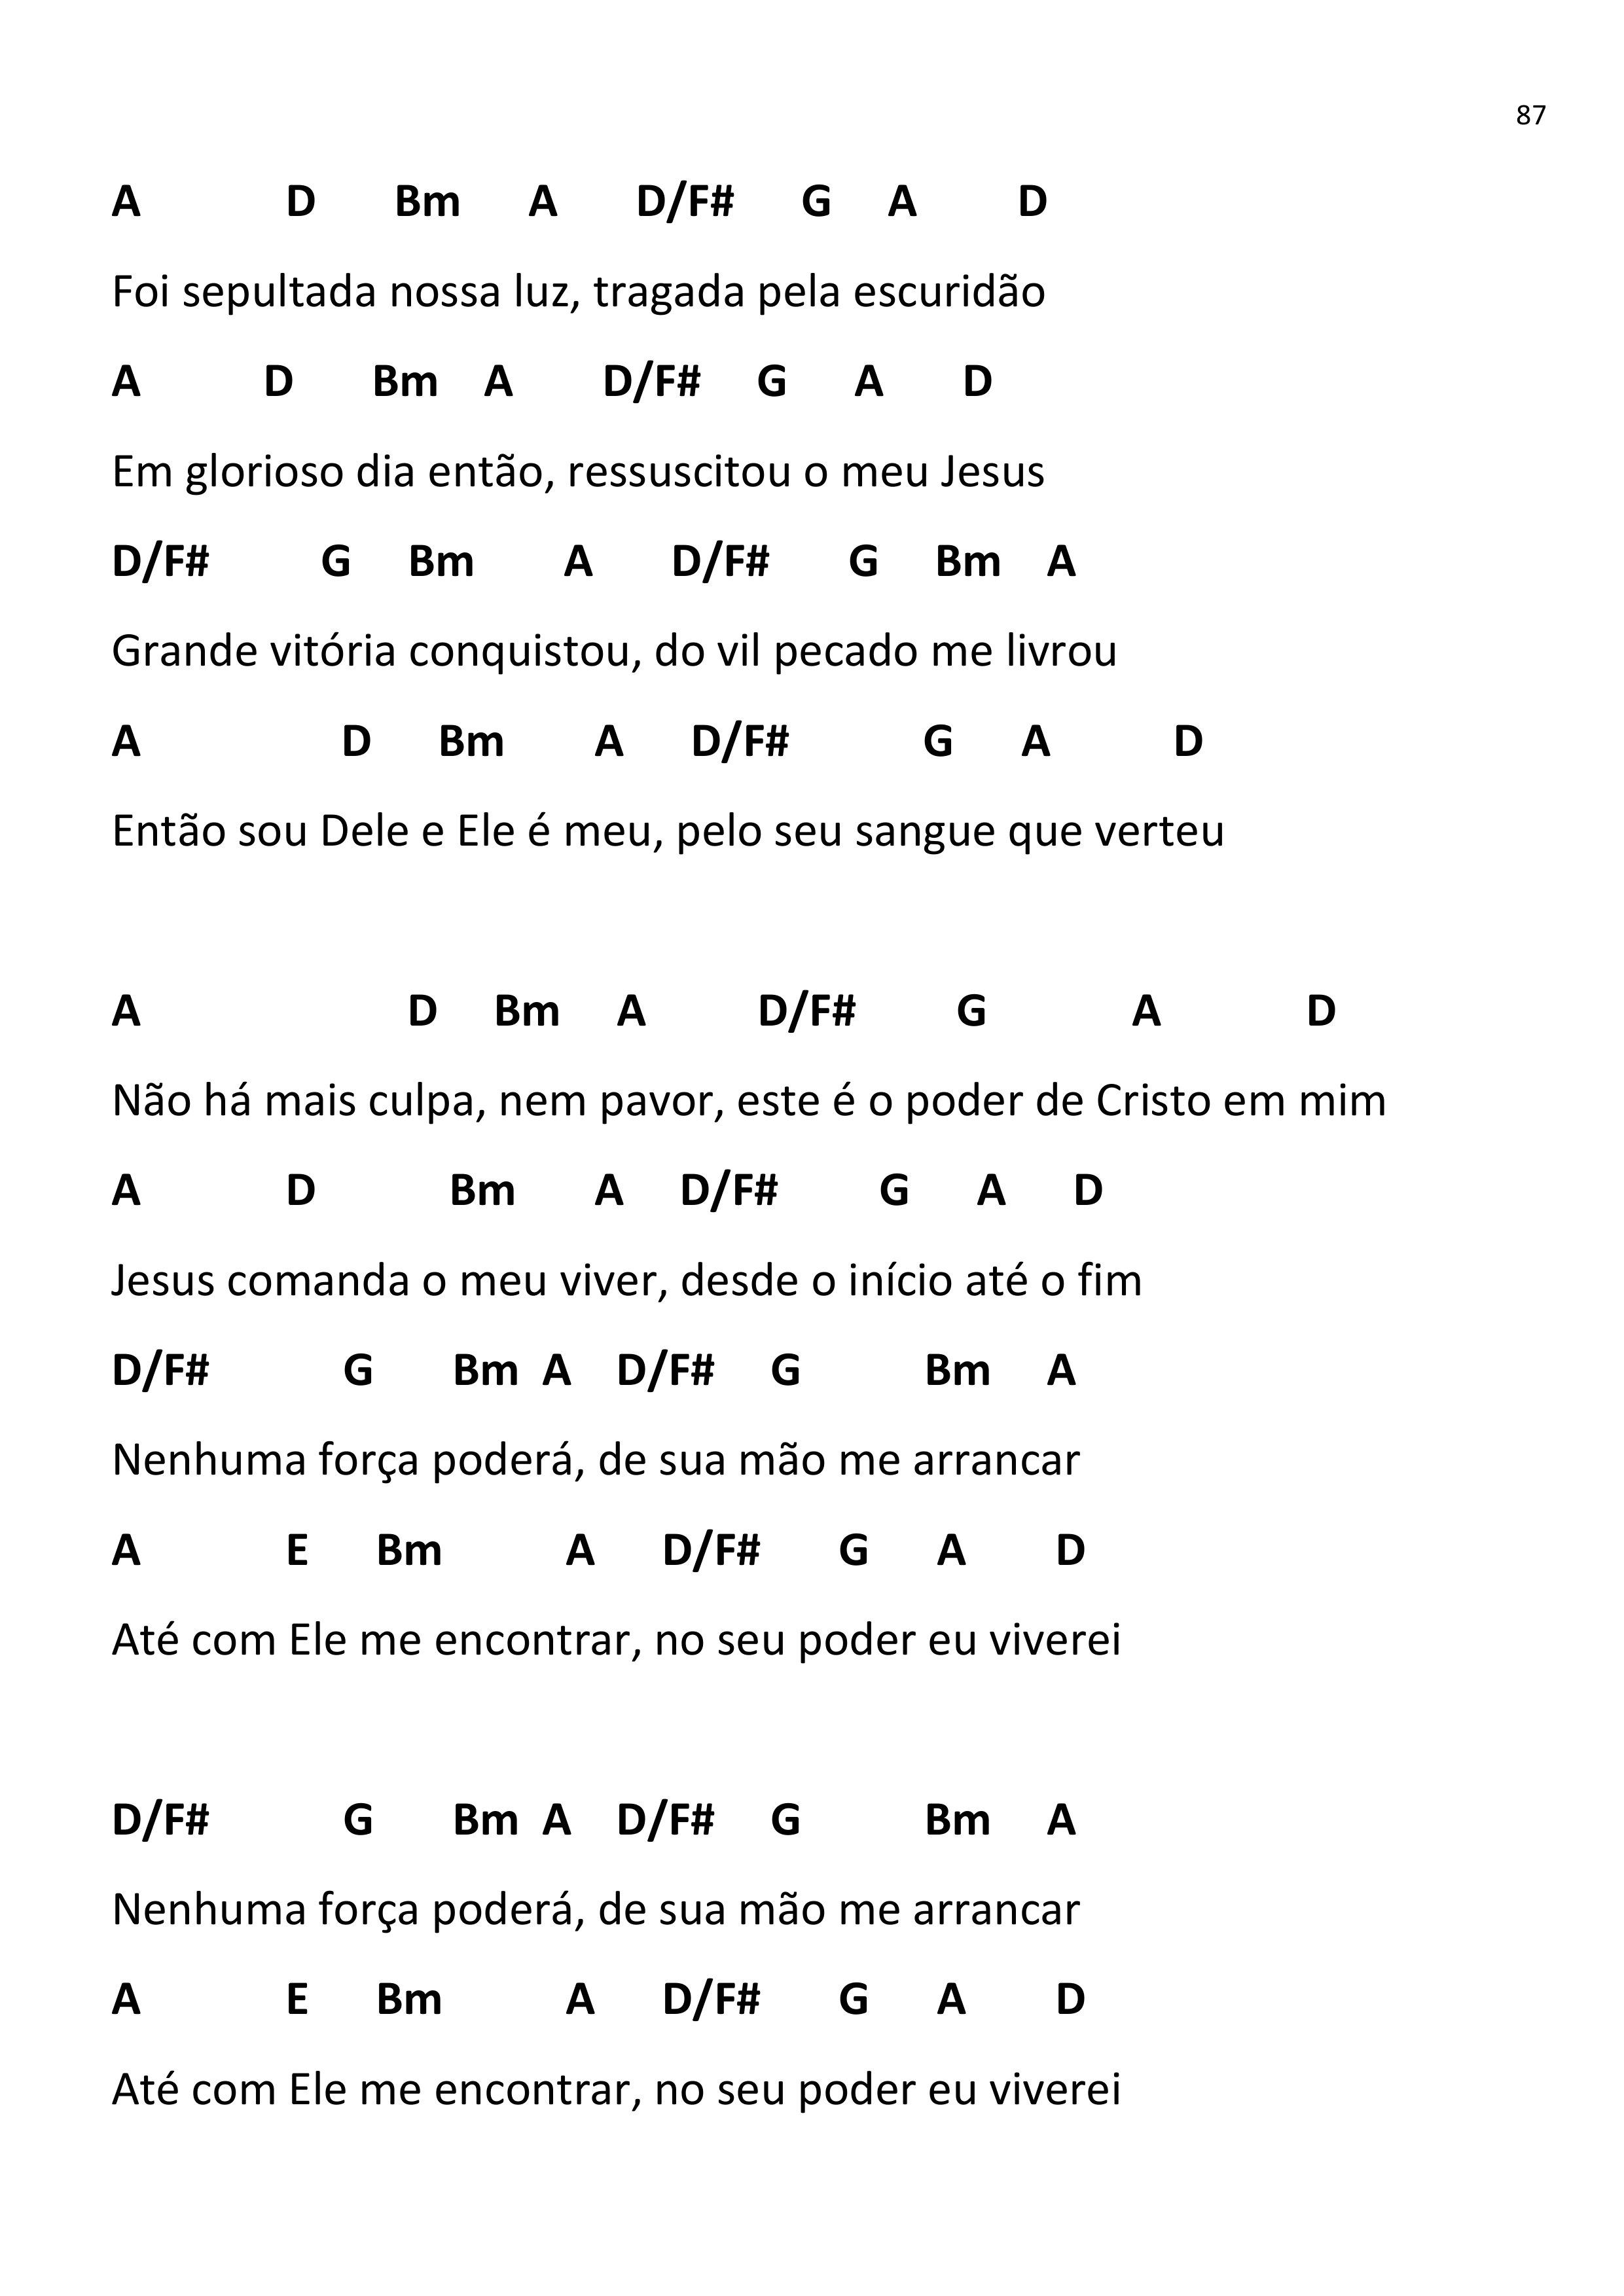 87
A D Bm A D/F# G A D
Foi sepultada nossa luz, tragada pela escuridão
A D Bm A D/F# G A D
Em glorioso dia então, ressuscitou o meu Jesus
D/F# G Bm A D/F# G Bm A
Grande vitória conquistou, do vil pecado me livrou
A D Bm A D/F# G A D
Então sou Dele e Ele é meu, pelo seu sangue que verteu
A D Bm A D/F# G A D
Não há mais culpa, nem pavor, este é o poder de Cristo em mim
A D Bm A D/F# G A D
Jesus comanda o meu viver, desde o início até o fim
D/F# G Bm A D/F# G Bm A
Nenhuma força poderá, de sua mão me arrancar
A E Bm A D/F# G A D
Até com Ele me encontrar, no seu poder eu viverei
D/F# G Bm A D/F# G Bm A
Nenhuma força poderá, de sua mão me arrancar
A E Bm A D/F# G A D
Até com Ele me encontrar, no seu poder eu viverei